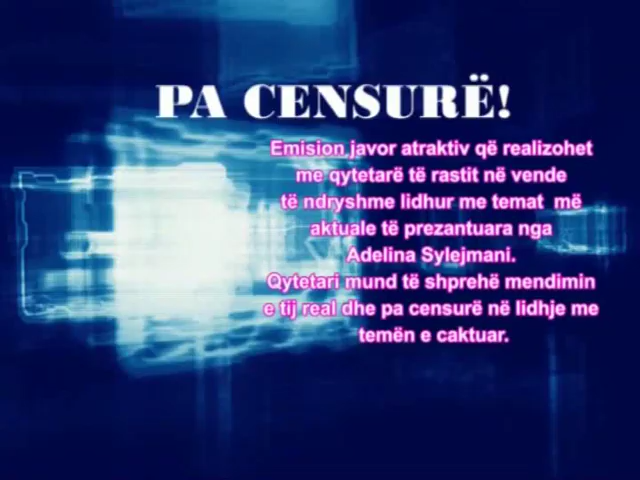 PA CENSURË!
Emision javor atraktiv që realizohet
me qytetarë të rastit në vende
të ndryshme lidhur me temat më
aktuale të prezantuara nga
Adelina Sylejmani.
Qytetari mund të shprehë mendimin
e tij real dhe pa censurë në lidhje me
temën e caktuar.